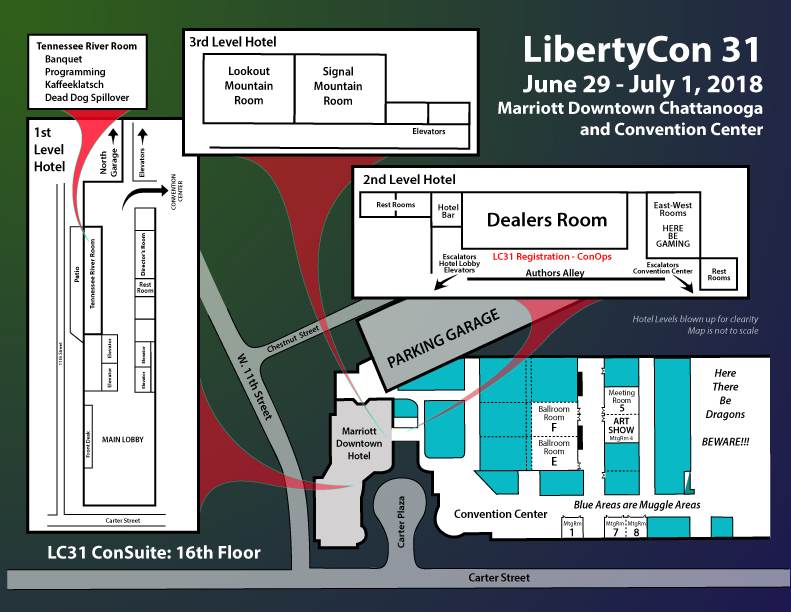 LibertyCon 31
June 29 - July 1, 2018
Marriott Downtown Chattanooga
and Convention Center
Tennessee River Room
Banquet
Programming
Kaffeeklatsch
Dead Dog Spillover
3rd Level Hotel
Lookout
Mountain
Room
Signal
Mountain
Room
Elevators
1st
Level
Hotel
North
Garage
Elevators
CONVENTION
CENTER
Patio
Tennessee River Room
Director's Room
Rest
Room
11th Street
Elevator
Elevator
Elevator
Elevator
Front Desk
MAIN LOBBY
Carter Street
2nd Level Hotel
Rest Rooms
Hotel
Bar
Dealers Room
East-West
Rooms
HERE
BE
GAMING
LC31 Registration - ConOps
Escalators
Hotel Lobby
Elevators
Authors Alley
Escalators
Convention Center
Rest
Rooms
Hotel Levels blown up for clearity
Map is not to scale
Chestnut Street
PARKING GARAGE
W. 11th Street
Marriott
Downtown
Hotel
Ballroom
Room
F
Ballroom
Room
E
Meeting
Room
5
ART
SHOW
MtgRm 4
Here
There
Be
Dragons
BEWARE!!!
Carter Plaza
Convention Center
Blue Areas are Muggle Areas
MtgRm
1
MtgRm
7
MtgRm
8
LC31 ConSuite: 16th Floor
Carter Street